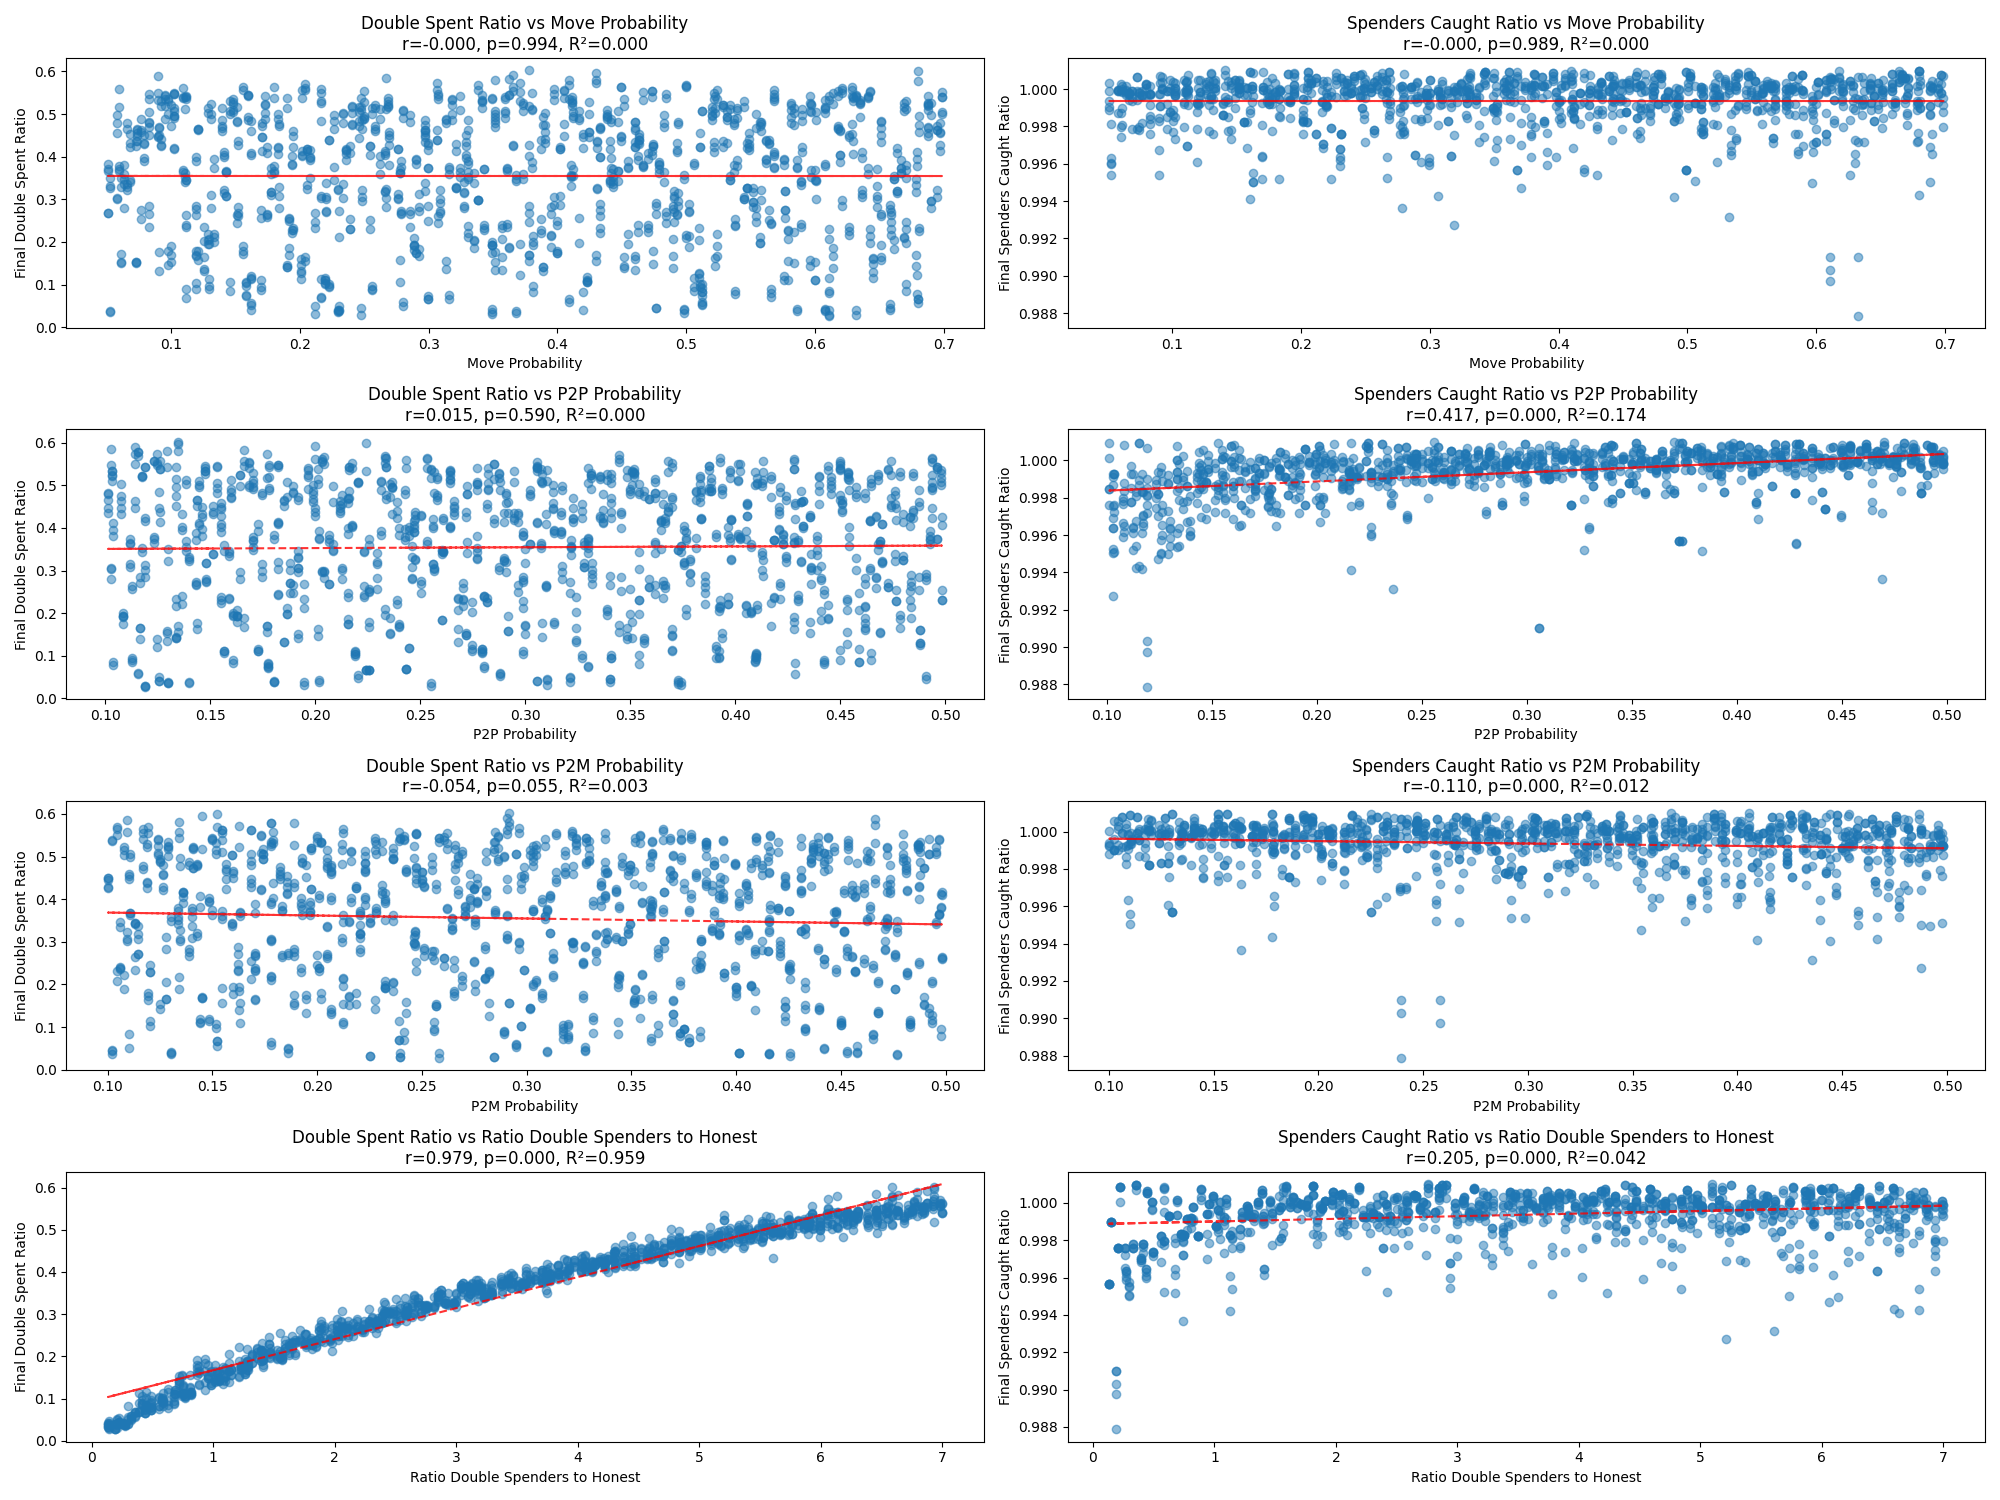 Double Spent Ratio vs Move Probability
r=-0.000, p=0.994, R²=0.000
Final Double Spent Ratio
0.6
0.5
0.4
0.3
0.2
0.1
0.0
0.1 0.2 0.3 0.4 0.5 0.6 0.7
Move Probability
Spenders Caught Ratio vs Move Probability
r=-0.000, p=0.989, R²=0.000
Final Spenders Caught Ratio
1.000
0.998
0.996
0.994
0.992
0.990
0.988
0.1 0.2 0.3 0.4 0.5 0.6 0.7
Move Probability
Double Spent Ratio vs P2P Probability
r=0.015, p=0.590, R²=0.000
Final Double Spent Ratio
0.6
0.5
0.4
0.3
0.2
0.1
0.0
0.10 0.15 0.20 0.25 0.30 0.35 0.40 0.45 0.50
P2P Probability
Spenders Caught Ratio vs P2P Probability
r=0.417, p=0.000, R²=0.174
Final Spenders Caught Ratio
1.000
0.998
0.996
0.994
0.992
0.990
0.988
0.10 0.15 0.20 0.25 0.30 0.35 0.40 0.45 0.50
P2P Probability
Double Spent Ratio vs P2M Probability
r=-0.054, p=0.055, R²=0.003
Final Double Spent Ratio
0.6
0.5
0.4
0.3
0.2
0.1
0.0
0.10 0.15 0.20 0.25 0.30 0.35 0.40 0.45 0.50
P2M Probability
Spenders Caught Ratio vs P2M Probability
r=-0.110, p=0.000, R²=0.012
Final Spenders Caught Ratio
1.000
0.998
0.996
0.994
0.992
0.990
0.988
0.10 0.15 0.20 0.25 0.30 0.35 0.40 0.45 0.50
P2M Probability
Double Spent Ratio vs Ratio Double Spenders to Honest
r=0.979, p=0.000, R²=0.959
Final Double Spent Ratio
0.6
0.5
0.4
0.3
0.2
0.1
0.0
0 1 2 3 4 5 6 7
Ratio Double Spenders to Honest
Spenders Caught Ratio vs Ratio Double Spenders to Honest
r=0.205, p=0.000, R²=0.042
Final Spenders Caught Ratio
1.000
0.998
0.996
0.994
0.992
0.990
0.988
0 1 2 3 4 5 6 7
Ratio Double Spenders to Honest